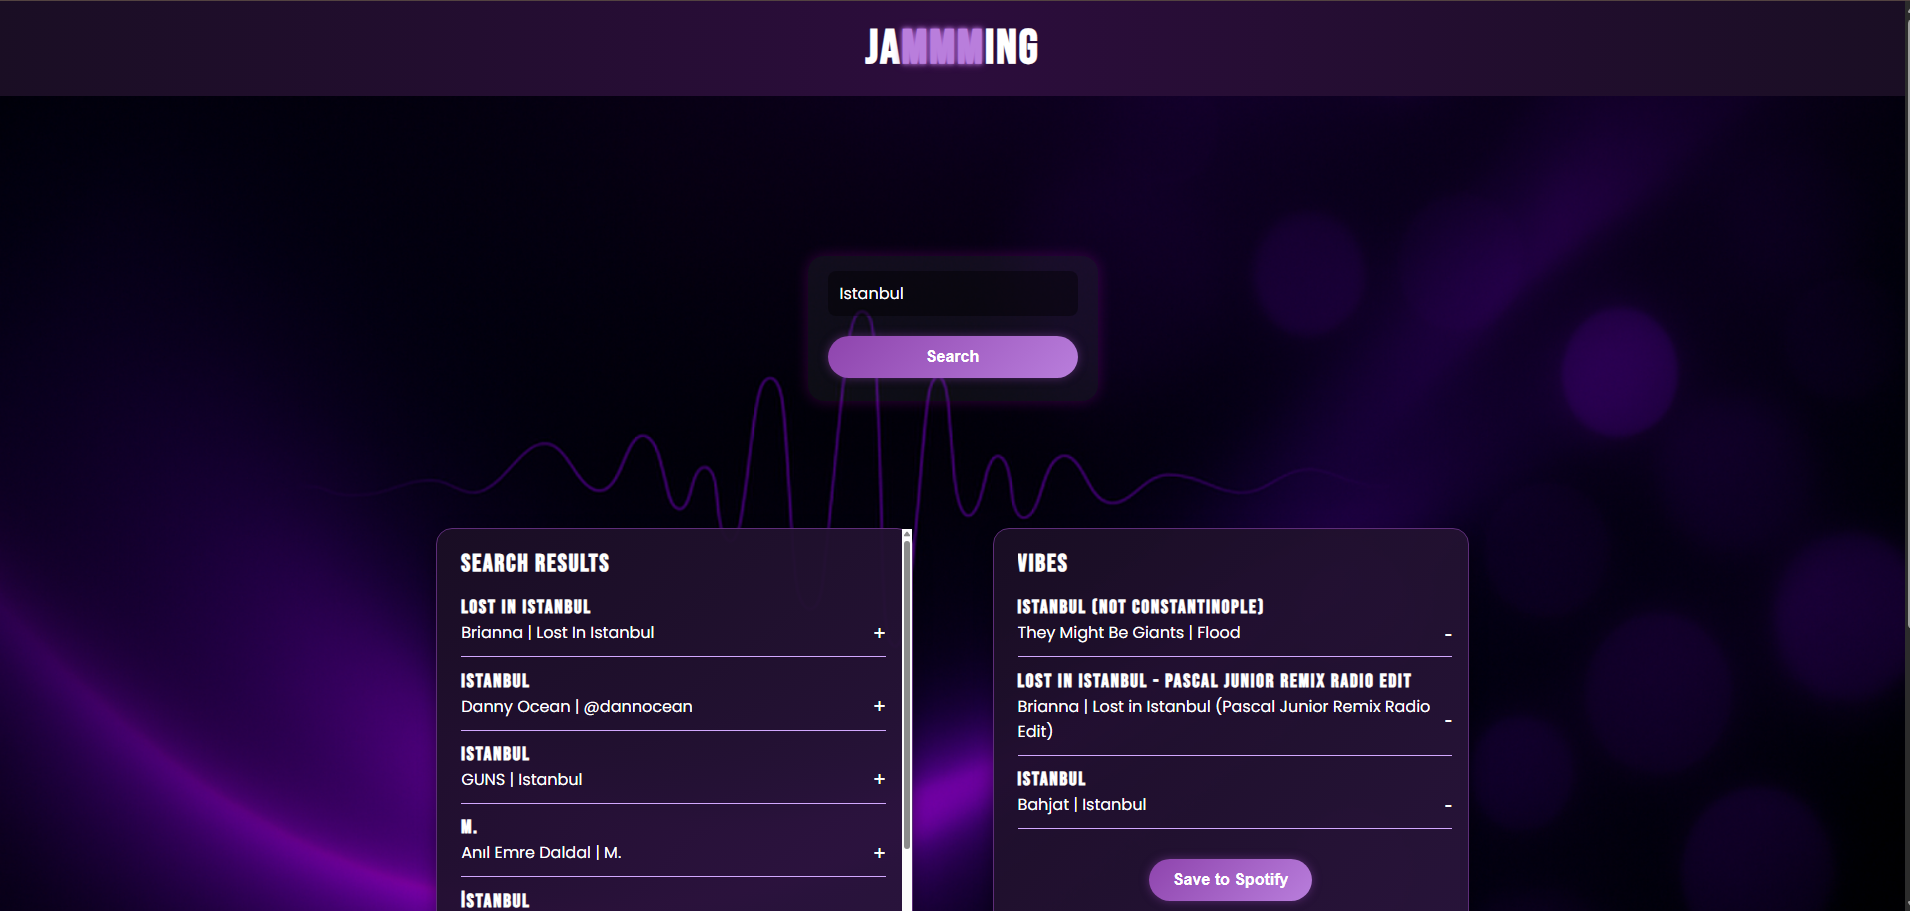 JAMMMING
Istanbul
Search
SEARCH RESULTS
LOST IN ISTANBUL
Brianna | Lost In Istanbul
+
ISTANBUL
Danny Ocean | @dannocean
+
ISTANBUL
GUNS | Istanbul
+
M.
Anıl Emre Daldal | M.
+
İSTANBUL
VIBES
ISTANBUL (NOT CONSTANTINOPLE)
They Might Be Giants | Flood
-
LOST IN ISTANBUL - PASCAL JUNIOR REMIX RADIO EDIT
Brianna | Lost in Istanbul (Pascal Junior Remix Radio
Edit)
-
ISTANBUL
Bahjat | Istanbul
-
Save to Spotify